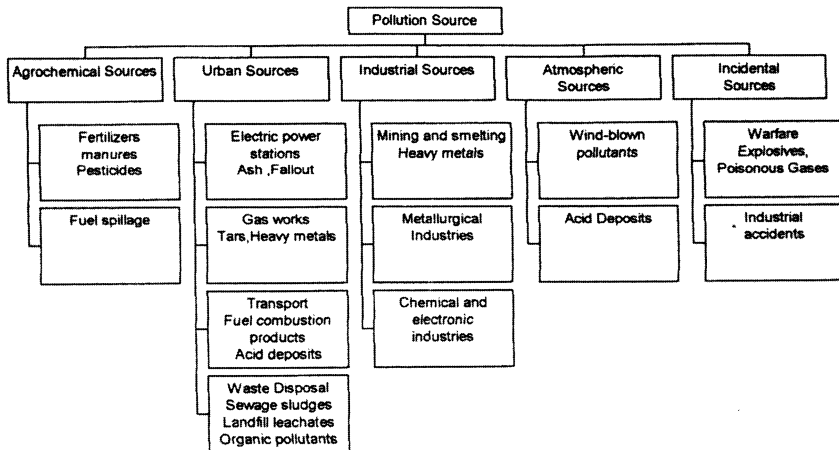 Pollution Source
Agrochemical Sources
Urban Sources
Industrial Sources
Atmospheric
Sources
Incidental
Sources
Fertilizers
manures
Pesticides
Fuel spillage
Electric power
stations
Ash ,Fallout
Gas works
Tars,Heavy metals
Transport
Fuel combustion
products
Acid deposits
Waste Disposal
Sewage sludges
Landfill leachates
Organic pollutants
Mining and smelting
Heavy metals
Metallurgical
Industries
Chemical and
electronic
industries
Wind-blown
pollutants
Acid Deposits
Warfare
Explosives,
Poisonous Gases
Industrial
accidents